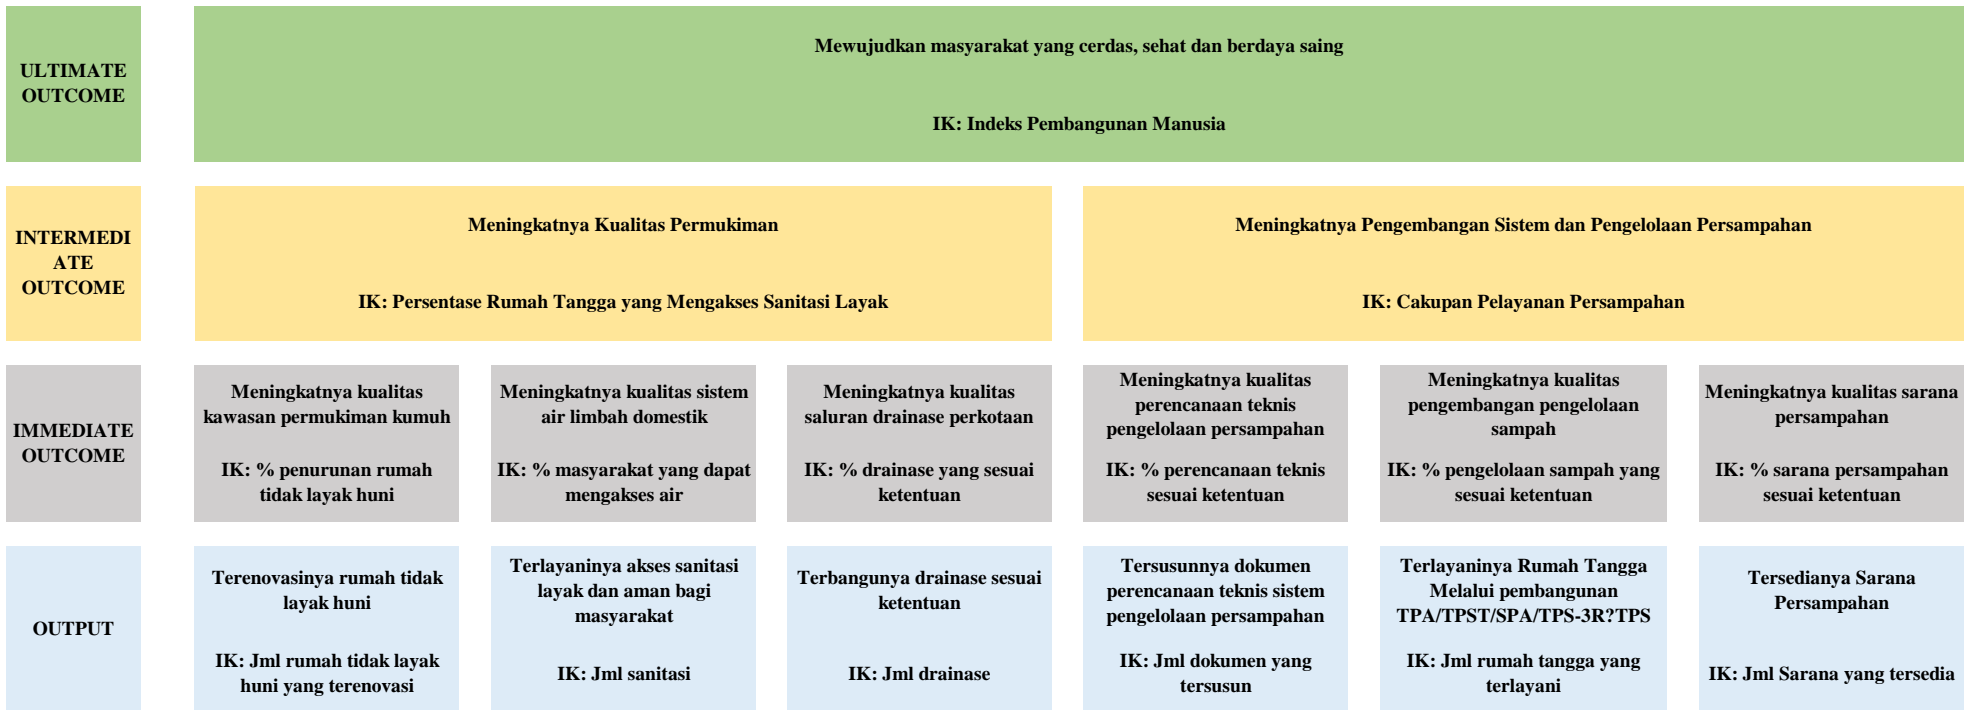 ULTIMATE
OUTCOME
Mewujudkan masyarakat yang cerdas, sehat dan berdaya saing
IK: Indeks Pembangunan Manusia
INTERMEDI
ATE
OUTCOME
Meningkatnya Kualitas Permukiman
IK: Persentase Rumah Tangga yang Mengakses Sanitasi Layak
Meningkatnya Pengembangan Sistem dan Pengelolaan Persampahan
IK: Cakupan Pelayanan Persampahan
IMMEDIATE
OUTCOME
Meningkatnya kualitas
kawasan permukiman kumuh
IK: % penurunan rumah
tidak layak huni
Meningkatnya kualitas sistem
air limbah domestik
IK: % masyarakat yang dapat
mengakses air
Meningkatnya kualitas
saluran drainase perkotaan
IK: % drainase yang sesuai
ketentuan
Meningkatnya kualitas
perencanaan teknis
pengelolaan persampahan
IK: % perencanaan teknis
sesuai ketentuan
Meningkatnya kualitas
pengembangan pengelolaan
sampah
IK: % pengelolaan sampah yang
sesuai ketentuan
Meningkatnya kualitas sarana
persampahan
IK: % sarana persampahan
sesuai ketentuan
OUTPUT
Terenovasinya rumah tidak
layak huni
IK: Jml rumah tidak layak
huni yang terenovasi
Terlayaninya akses sanitasi
layak dan aman bagi
masyarakat
IK: Jml sanitasi
Terbangunya drainase sesuai
ketentuan
IK: Jml drainase
Tersusunnya dokumen
perencanaan teknis sistem
pengelolaan persampahan
IK: Jml dokumen yang
tersusun
Terlayaninya Rumah Tangga
Melalui pembangunan
TPA/TPST/SPA/TPS-3R?TPS
IK: Jml rumah tangga yang
terlayani
Tersedianya Sarana
Persampahan
IK: Jml Sarana yang tersedia